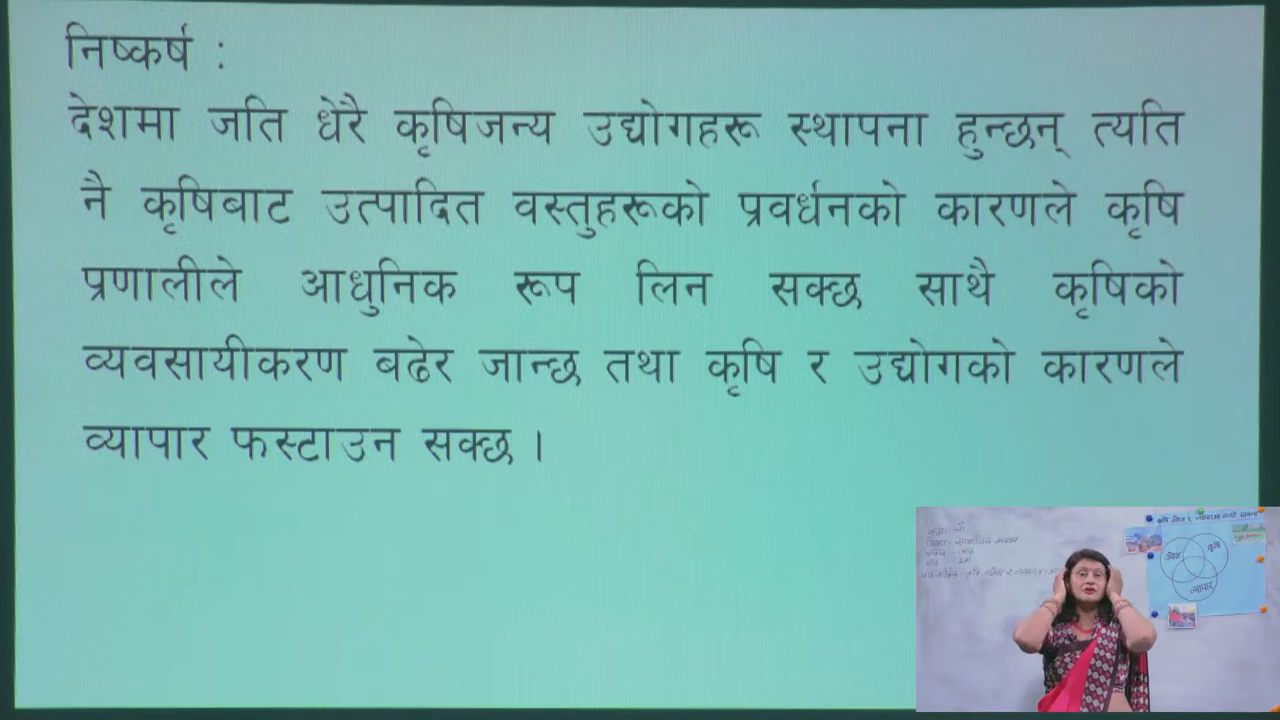 निष्कर्ष :
देशमा जति धेरै कृषिजन्य उद्योगहरू स्थापना हुन्छन् त्यति
नै कृषिबाट उत्पादित वस्तुहरूको प्रवर्धनको कारणले कृषि
प्रणालीले आधुनिक रूप लिन सक्छ साथै कृषिको
व्यवसायीकरण बढेर जान्छ तथा कृषि र उद्योगको कारणले
व्यापार फस्टाउन सक्छ ।
कृषि
व्यापार